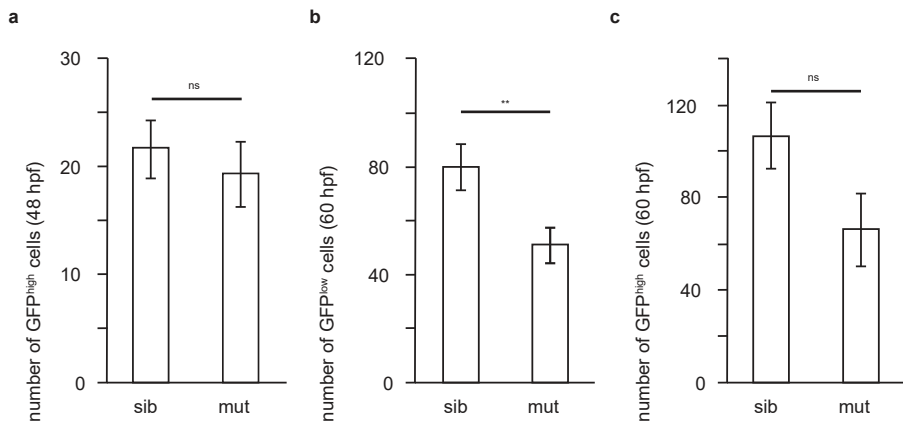 a
number of GFPhigh cells (48 hpf)
30
20
10
0
ns
sib mut
b
number of GFPlow cells (60 hpf)
120
80
40
0
**
sib mut
c
number of GFPhigh cells (60 hpf)
120
80
40
0
ns
sib mut